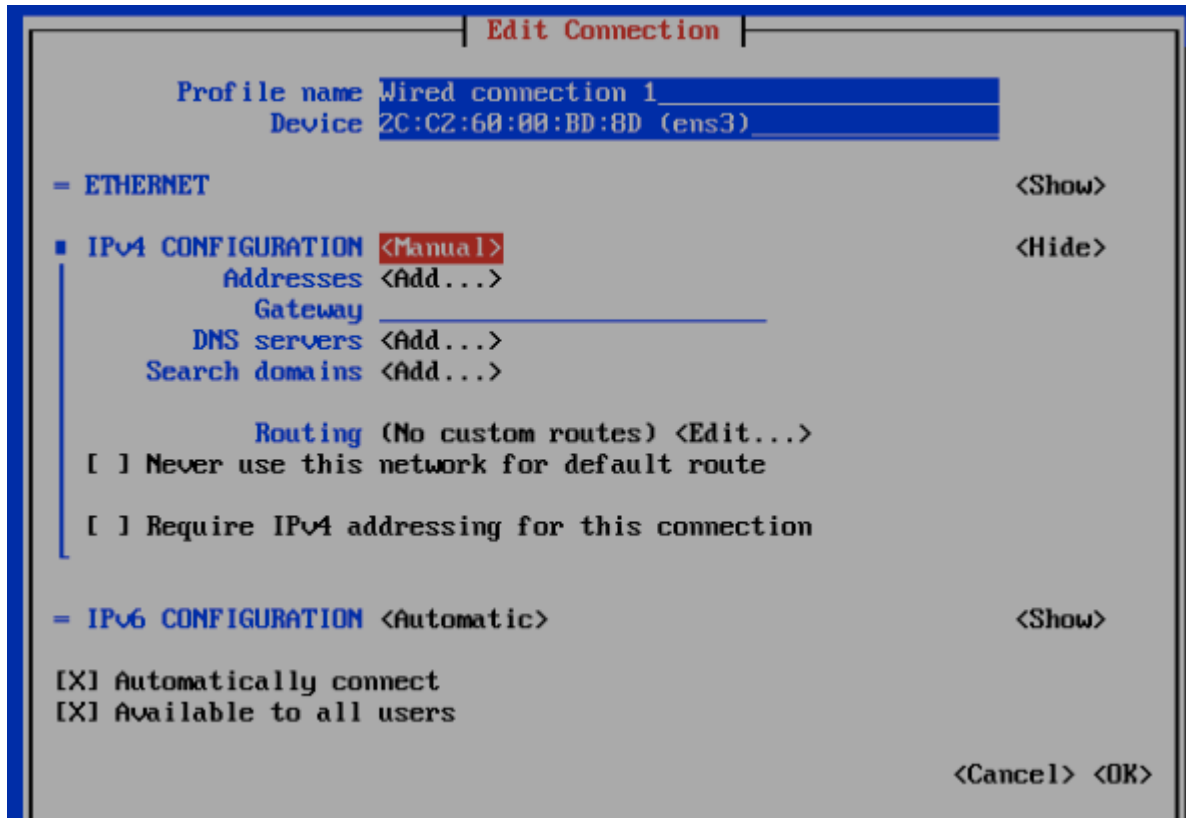 Edit Connection
Profile name Wired connection 1
Device 2C:C2:60:00:BD:8D (ens3)
= ETHERNET <Show>
IPv4 CONFIGURATION <Manual> <Hide>
Addresses <Add...>
Gateway
DNS servers <Add...>
Search domains <Add...>
Routing (No custom routes) <Edit...>
[ ] Never use this network for default route
[ ] Require IPv4 addressing for this connection
= IPv6 CONFIGURATION <Automatic> <Show>
[X] Automatically connect
[X] Available to all users
<Cancel> <OK>